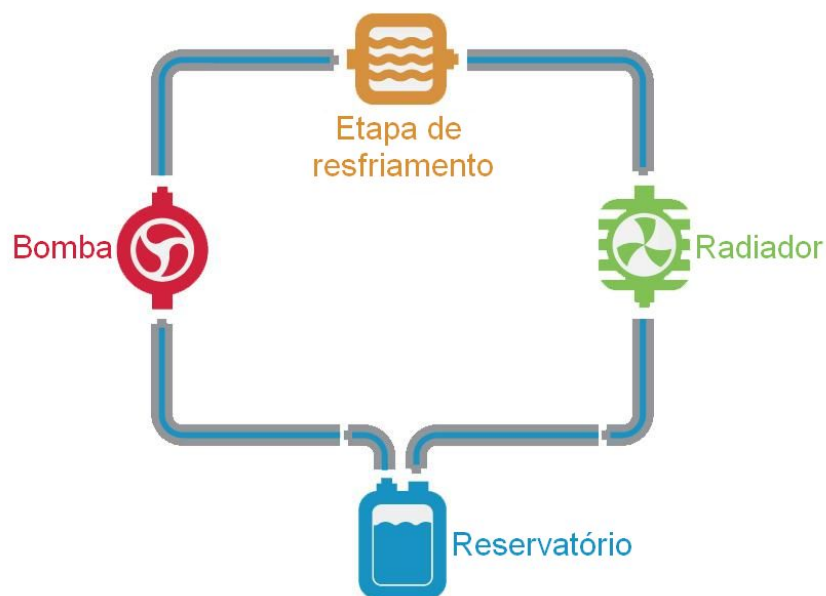 Etapa de
resfriamento
Bomba
Radiador
Reservatório